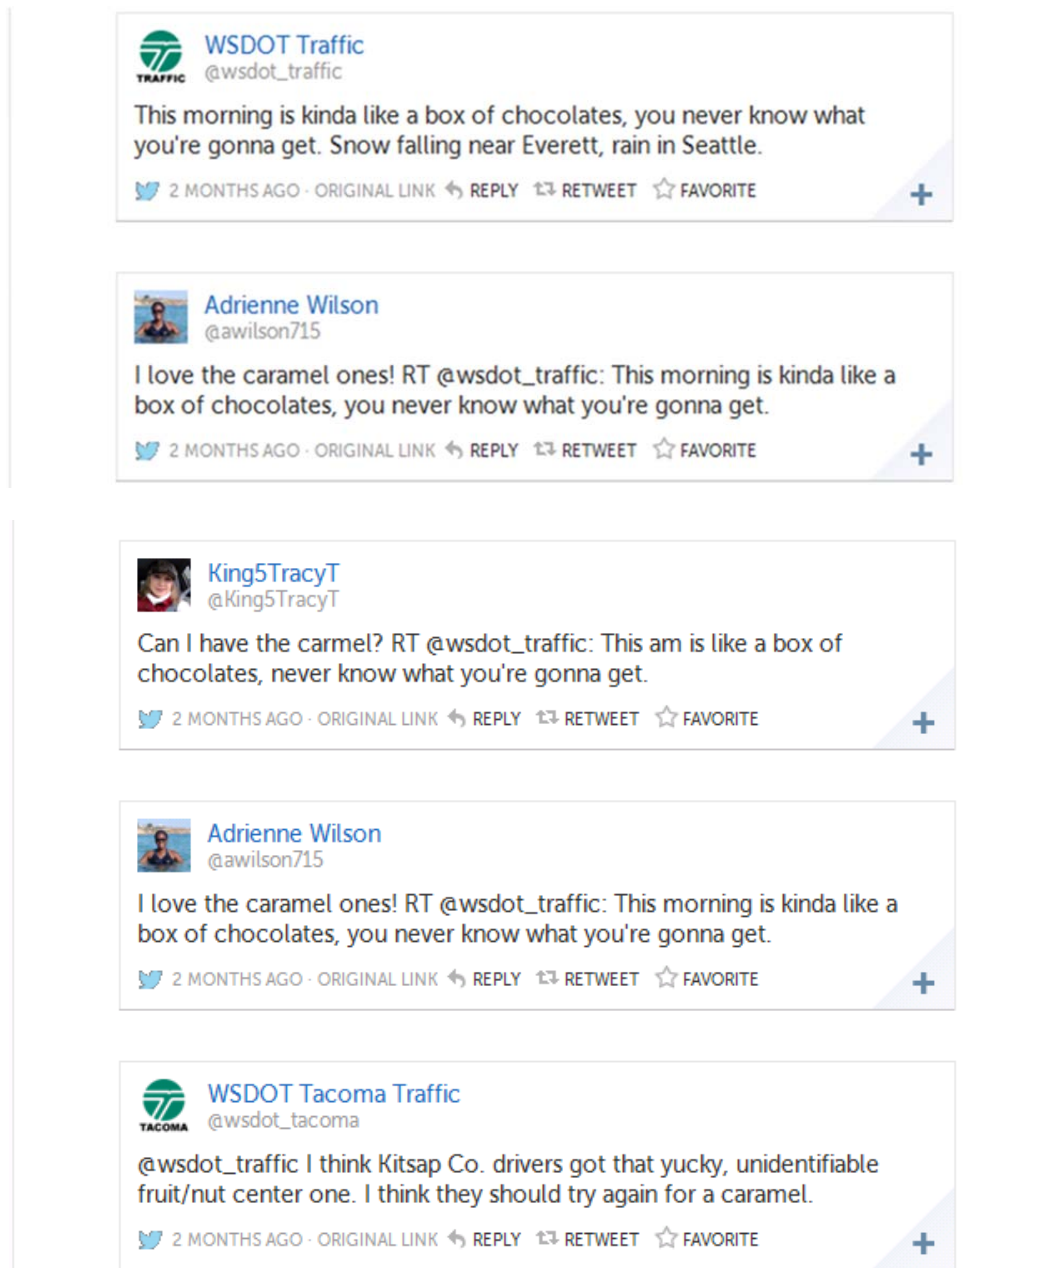 WSDOT Traffic
@wsdot_traffic
TRAFFIC
This morning is kinda like a box of chocolates, you never know what
you're gonna get. Snow falling near Everett, rain in Seattle.
2 MONTHS AGO · ORIGINAL LINK REPLY RETWEET FAVORITE
+
Adrienne Wilson
@awilson715
I love the caramel ones! RT @wsdot_traffic: This morning is kinda like a
box of chocolates, you never know what you're gonna get.
2 MONTHS AGO · ORIGINAL LINK REPLY RETWEET FAVORITE
+
King5TracyT
@King5TracyT
Can I have the carmel? RT @wsdot_traffic: This am is like a box of
chocolates, never know what you're gonna get.
2 MONTHS AGO · ORIGINAL LINK REPLY RETWEET FAVORITE
+
Adrienne Wilson
@awilson715
I love the caramel ones! RT @wsdot_traffic: This morning is kinda like a
box of chocolates, you never know what you're gonna get.
2 MONTHS AGO · ORIGINAL LINK REPLY RETWEET FAVORITE
+
WSDOT Tacoma Traffic
@wsdot_tacoma
TACOMA
@wsdot_traffic I think Kitsap Co. drivers got that yucky, unidentifiable
fruit/nut center one. I think they should try again for a caramel.
2 MONTHS AGO · ORIGINAL LINK REPLY RETWEET FAVORITE
+